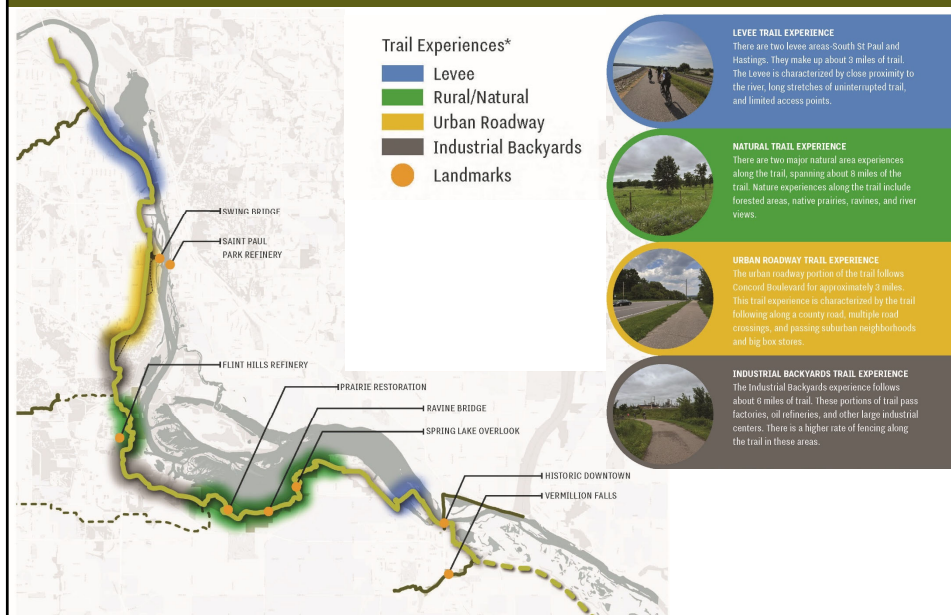 Trail Experiences*
Levee
Rural/Natural
Urban Roadway
Industrial Backyards
Landmarks
SWING BRIDGE
SAINT PAUL
PARK REFINERY
FLINT HILLS REFINERY
PRAIRIE RESTORATION
RAVINE BRIDGE
SPRING LAKE OVERLOOK
HISTORIC DOWNTOWN
VERMILLION FALLS
LEVEE TRAIL EXPERIENCE
There are two levee areas-South St Paul and
Hastings. They make up about 3 miles of trail.
The Levee is characterized by close proximity to
the river, long stretches of uninterrupted trail,
and limited access points.
NATURAL TRAIL EXPERIENCE
There are two major natural area experiences
along the trail, spanning about 8 miles of the
trail. Nature experiences along the trail include
forested areas, native prairies, ravines, and river
views.
URBAN ROADWAY TRAIL EXPERIENCE
The urban roadway portion of the trail follows
Concord Boulevard for approximately 3 miles.
This trail experience is characterized by the trail
following along a county road, multiple road
crossings, and passing suburban neighborhoods
and big box stores.
INDUSTRIAL BACKYARDS TRAIL EXPERIENCE
The Industrial Backyards experience follows
about 6 miles of trail. These portions of trail pass
factories, oil refineries, and other large industrial
centers. There is a higher rate of fencing along
the trail in these areas.